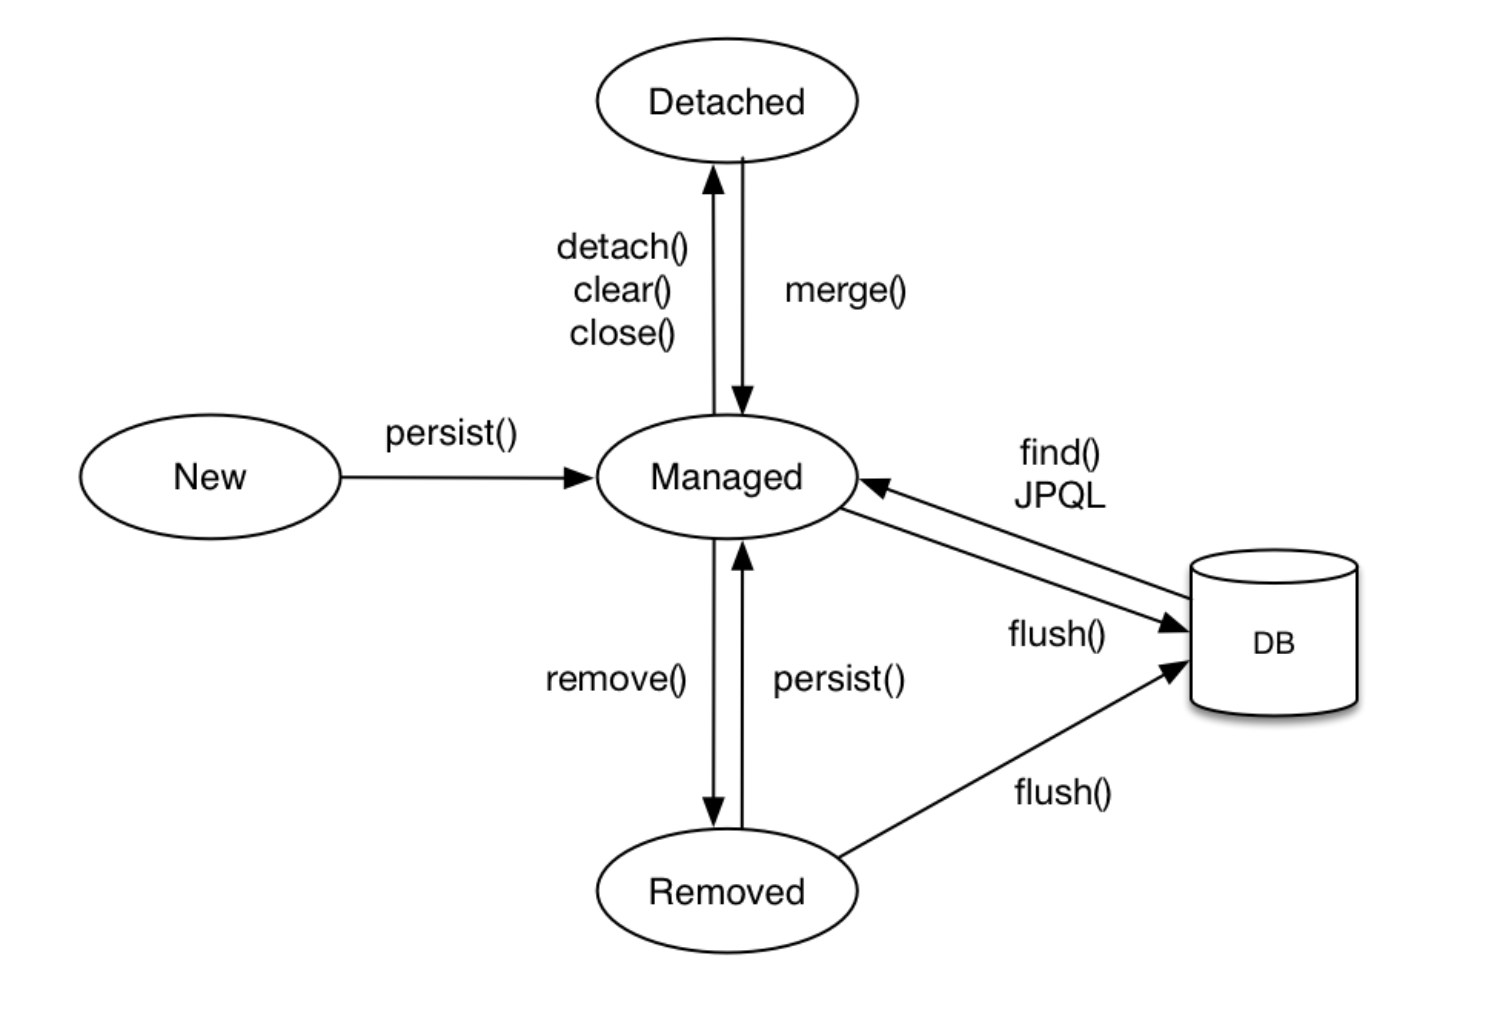 Detached
detach()
clear()
close()
merge()
New
persist()
Managed
find()
JPQL
flush()
DB
remove()
persist()
flush()
Removed